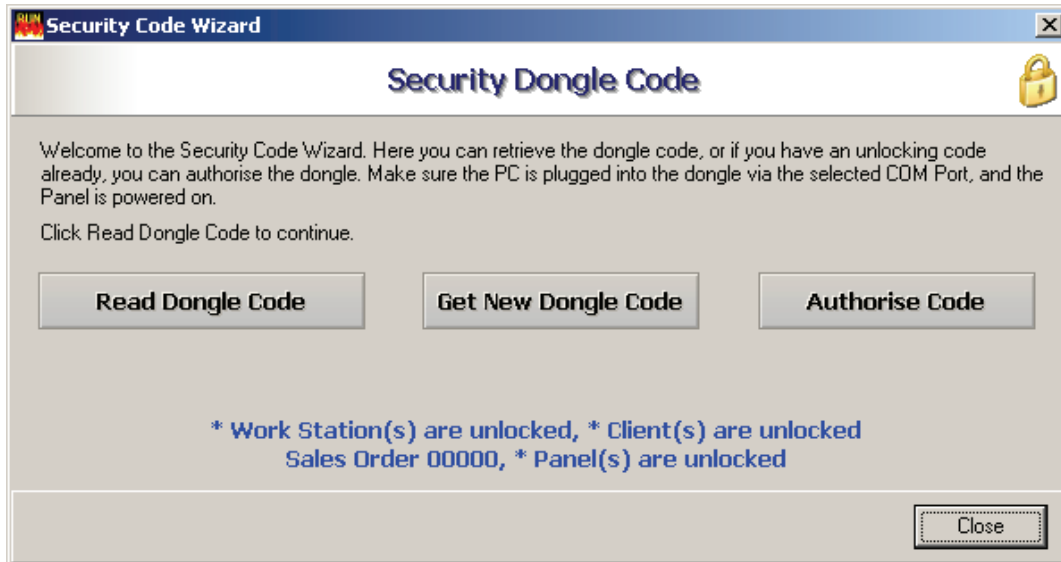 RUN
Security Code Wizard
Security Dongle Code
Welcome to the Security Code Wizard. Here you can retrieve the dongle code, or if you have an unlocking code
already, you can authorise the dongle. Make sure the PC is plugged into the dongle via the selected COM Port, and the
Panel is powered on.
Click Read Dongle Code to continue.
Read Dongle Code
Get New Dongle Code
Authorise Code
* Work Station(s) are unlocked, * Client(s) are unlocked
Sales Order 00000, * Panel(s) are unlocked
Close